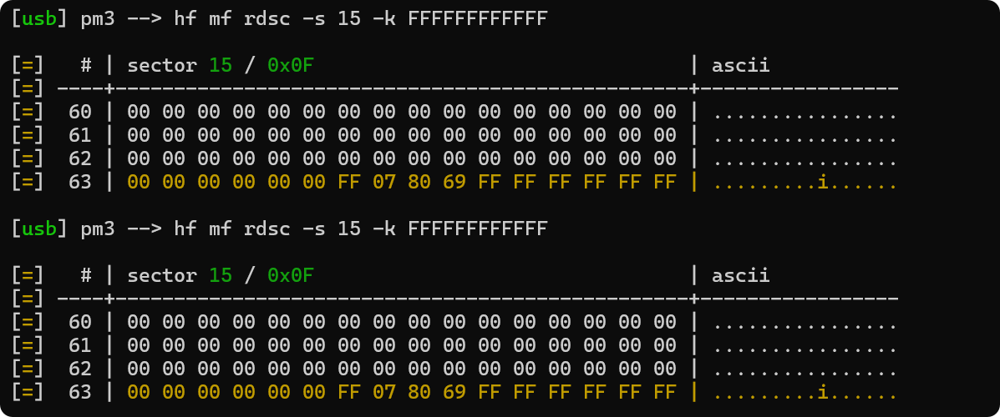 [usb] pm3 --> hf mf rdsc -s 15 -k FFFFFFFFFFFF
[=]   # | sector 15 / 0x0F                                | ascii
[=] ----+-------------------------------------------------+-----------------
[=]  60 | 00 00 00 00 00 00 00 00 00 00 00 00 00 00 00 00 | ................
[=]  61 | 00 00 00 00 00 00 00 00 00 00 00 00 00 00 00 00 | ................
[=]  62 | 00 00 00 00 00 00 00 00 00 00 00 00 00 00 00 00 | ................
[=]  63 | 00 00 00 00 00 00 FF 07 80 69 FF FF FF FF FF FF | .........i......
[usb] pm3 --> hf mf rdsc -s 15 -k FFFFFFFFFFFF
[=]   # | sector 15 / 0x0F                                | ascii
[=] ----+-------------------------------------------------+-----------------
[=]  60 | 00 00 00 00 00 00 00 00 00 00 00 00 00 00 00 00 | ................
[=]  61 | 00 00 00 00 00 00 00 00 00 00 00 00 00 00 00 00 | ................
[=]  62 | 00 00 00 00 00 00 00 00 00 00 00 00 00 00 00 00 | ................
[=]  63 | 00 00 00 00 00 00 FF 07 80 69 FF FF FF FF FF FF | .........i......